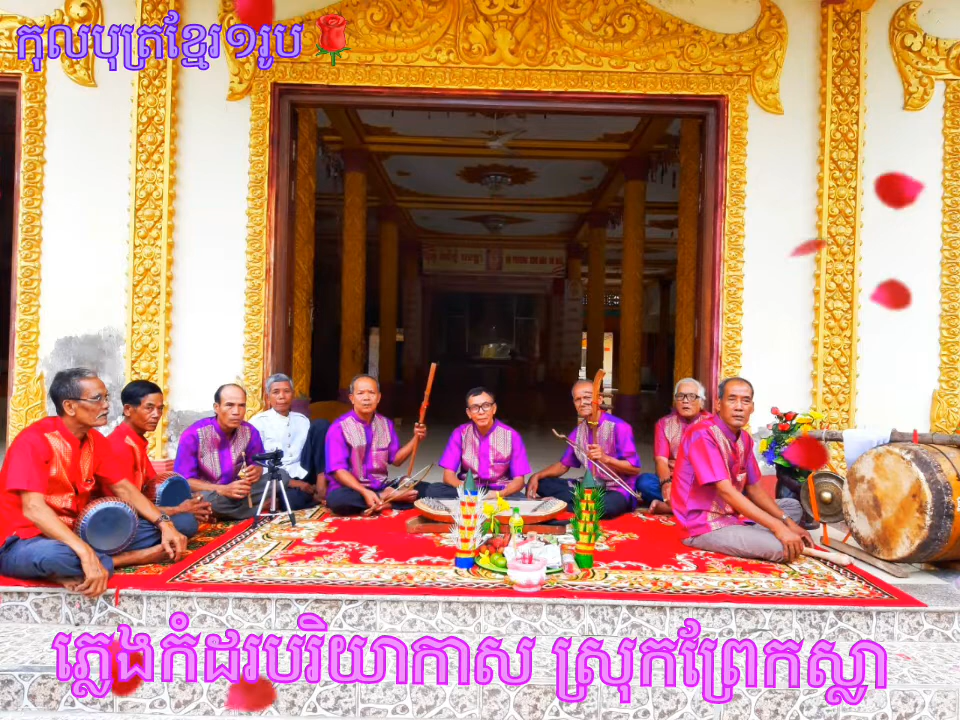 កុលបុត្រខ្មែរ១រូប
ភ្លេងកំដរបរិយាកាស ស្រុកព្រែកស្លា